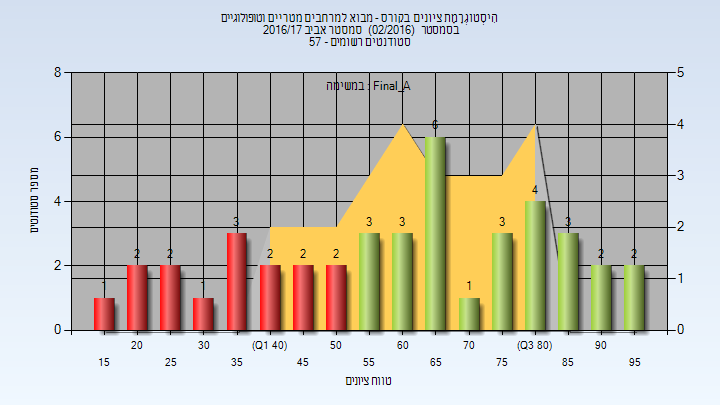 היסְטוֹגְרָמַת ציונים בקורס - מבוא למרחבים מטריים וטופולוגיים
בסמסטר (02/2016) סמסטר אביב 2016/17
סטודנטים רשומים - 57
במשימה : Final_A
מספר סטודנטים
8
6
4
2
0
5
4
3
2
1
0
1 2 2 1 3 2 2 2 3 3 6 1 3 4 3 2 2
20 30 (Q1 40) 50 60 70 (Q3 80) 90
15 25 35 45 55 65 75 85 95
טווח ציונים